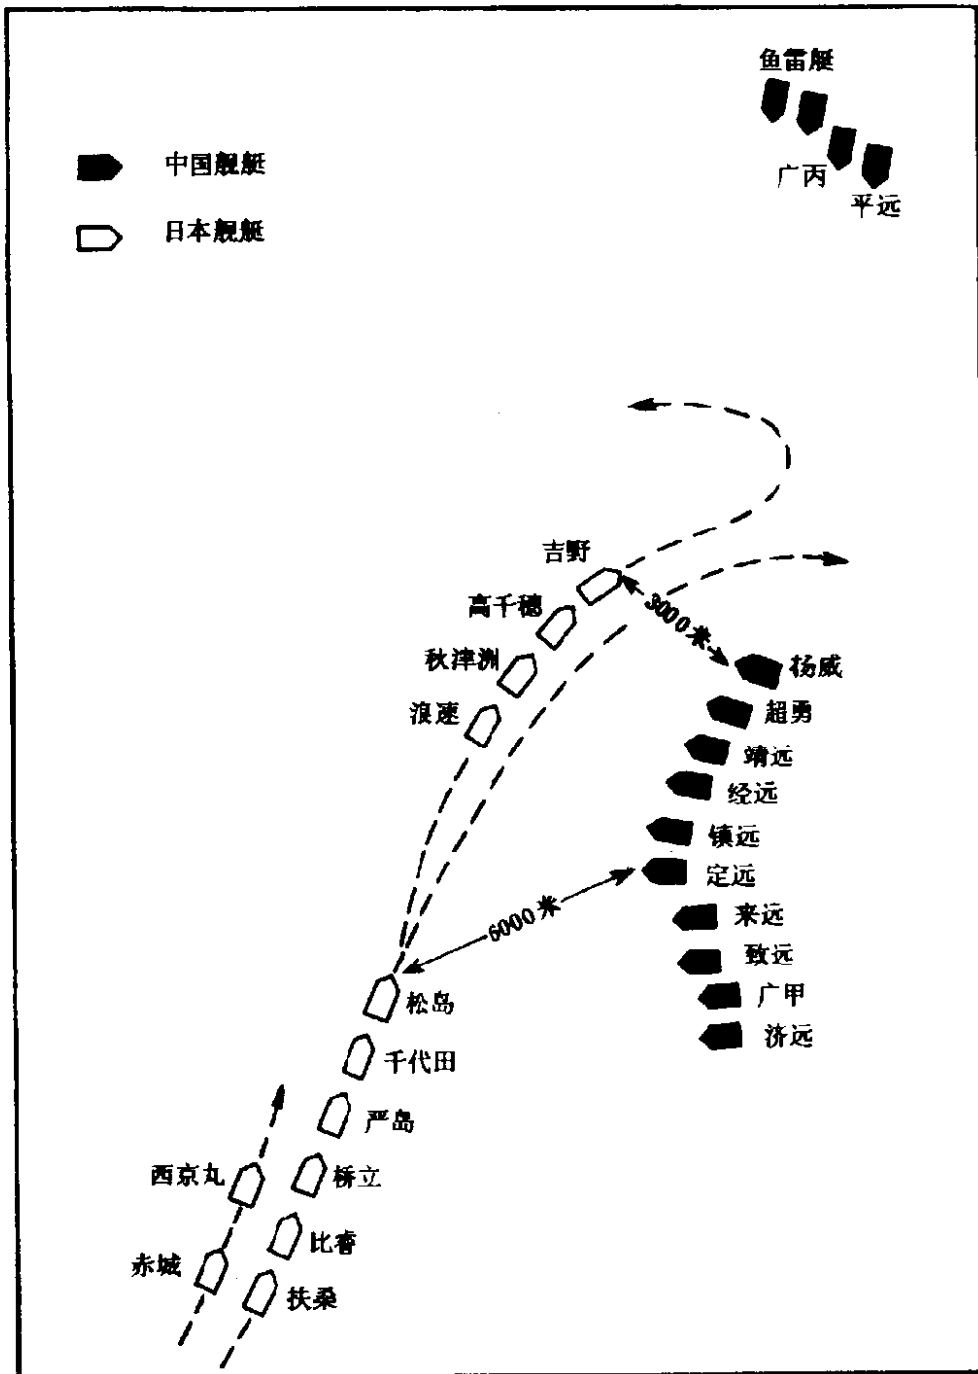 鱼雷艇
中国舰艇
广丙
平远
日本舰艇
吉野
3000米
高千穗
秋津洲
杨威
浪速
超勇
靖远
经远
镇远
定远
6000米
来远
致远
松岛
广甲
济远
千代田
严岛
西京丸
桥立
比睿
赤城
扶桑